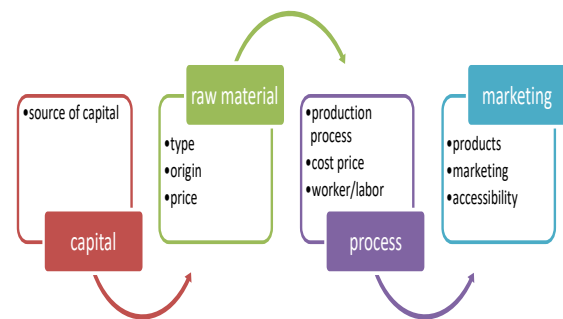 •source of capital
capital
raw material
•type
•origin
•price
•production
process
•cost price
•worker/labor
process
marketing
•products
•marketing
•accessibility